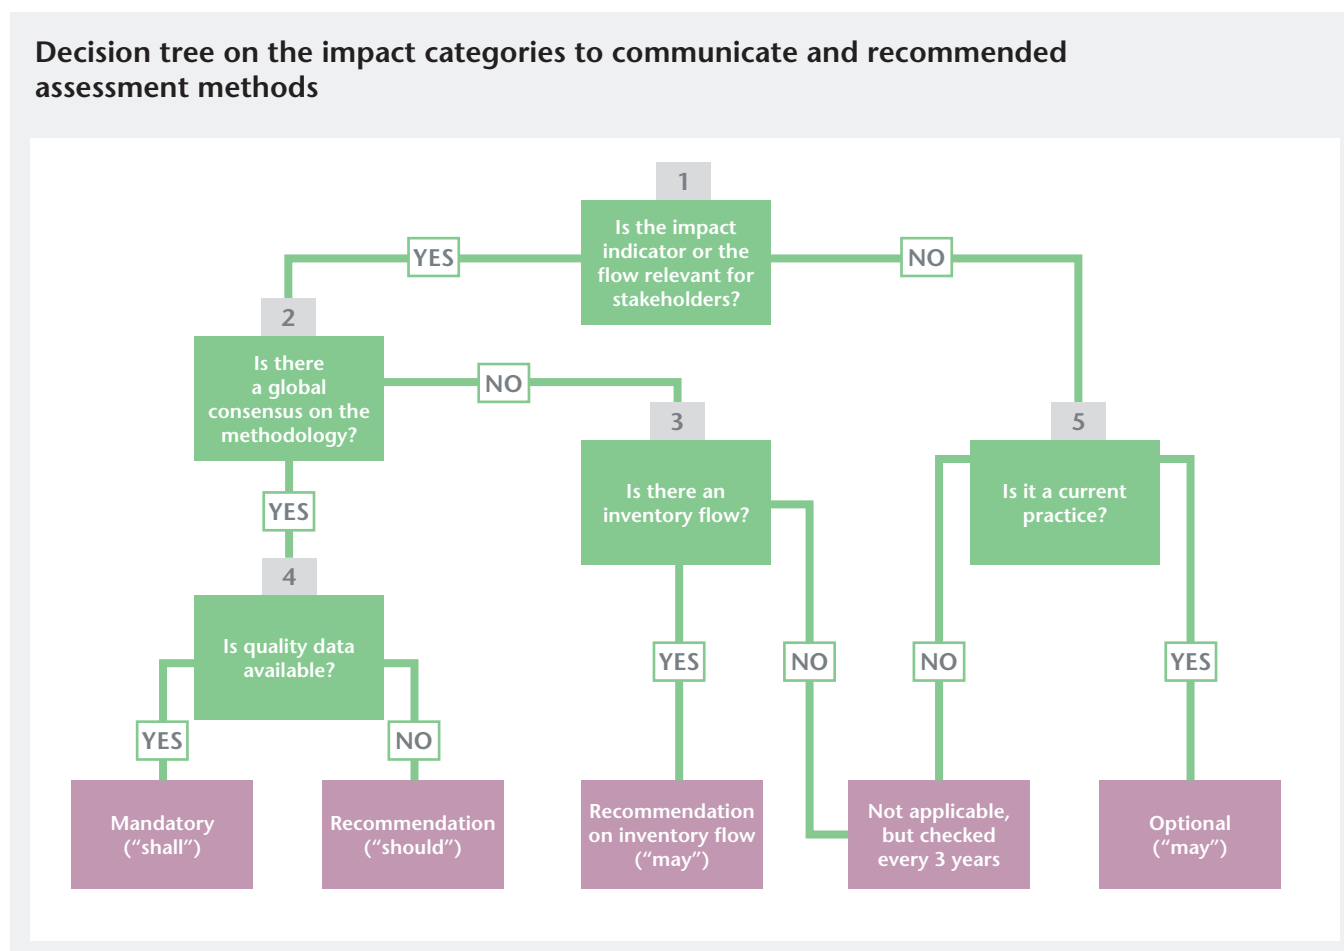 Decision tree on the impact categories to communicate and recommended
assessment methods
1
Is the impact
indicator or the
flow relevant for
stakeholders?
YES
NO
2
Is there
a global
consensus on the
methodology?
NO
3
Is there an
inventory flow?
5
Is it a current
practice?
YES
4
Is quality data
available?
YES
NO
NO
YES
YES
NO
Mandatory
(“shall”)
Recommendation
(“should”)
Recommendation
on inventory flow
(“may”)
Not applicable,
but checked
every 3 years
Optional
(“may”)